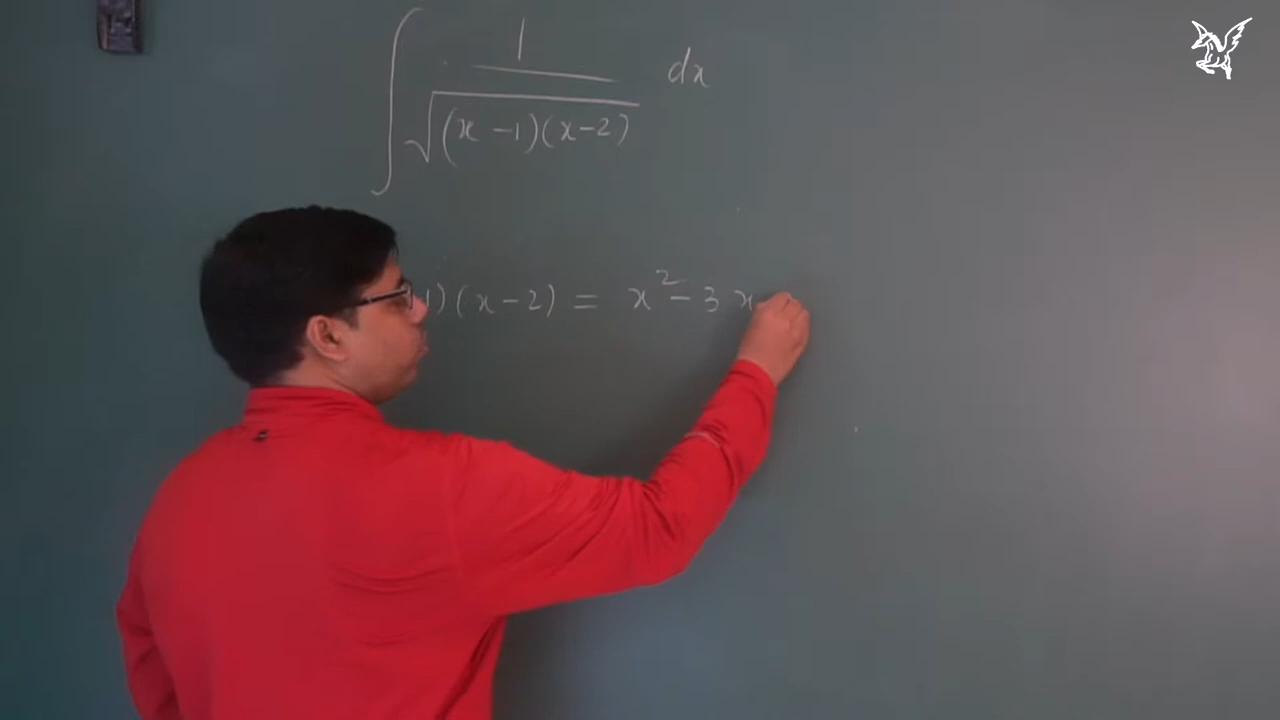 ∫ 1/√((x-1)(x-2)) dx
1)(x-2) = x² - 3x